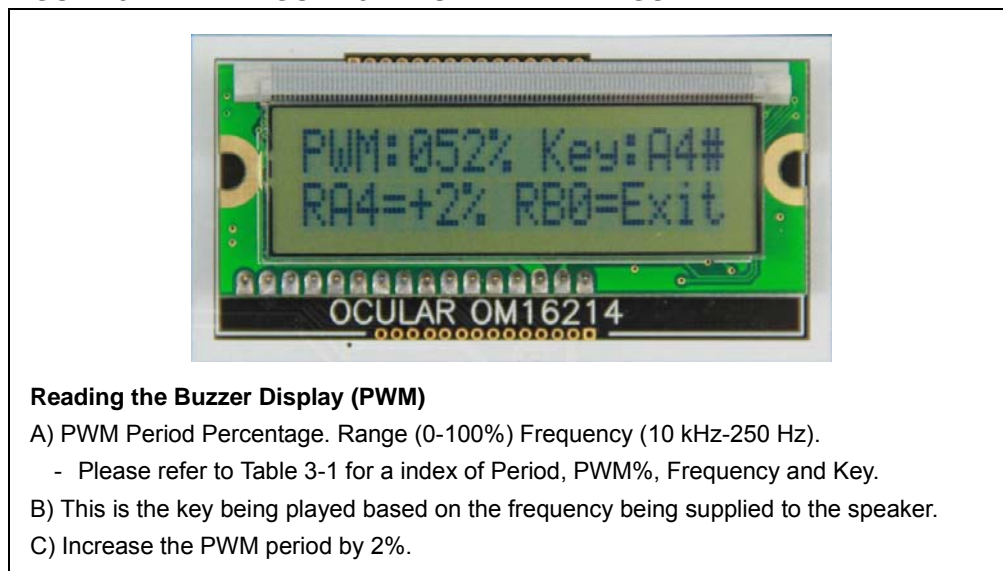 PWM:052% Key:A4#
RA4=+2% RB0=Exit
OCULAR OM16214
Reading the Buzzer Display (PWM)
A) PWM Period Percentage. Range (0-100%) Frequency (10 kHz-250 Hz).
- Please refer to Table 3-1 for a index of Period, PWM%, Frequency and Key.
B) This is the key being played based on the frequency being supplied to the speaker.
C) Increase the PWM period by 2%.